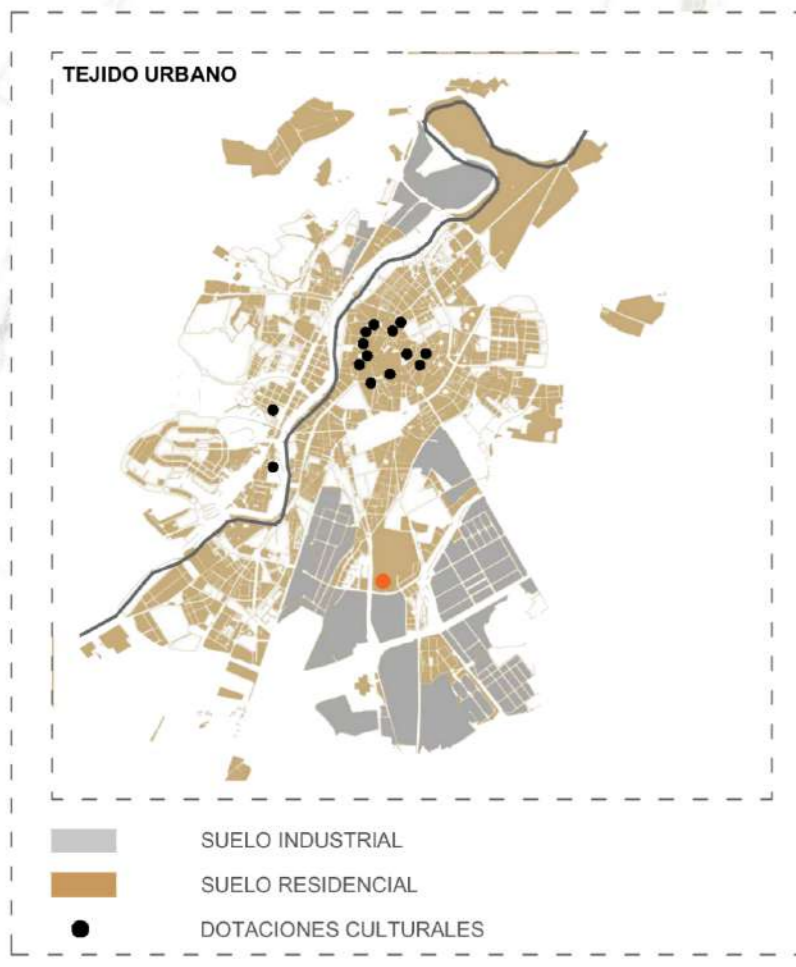 TEJIDO URBANO
SUELO INDUSTRIAL
SUELO RESIDENCIAL
DOTACIONES CULTURALES